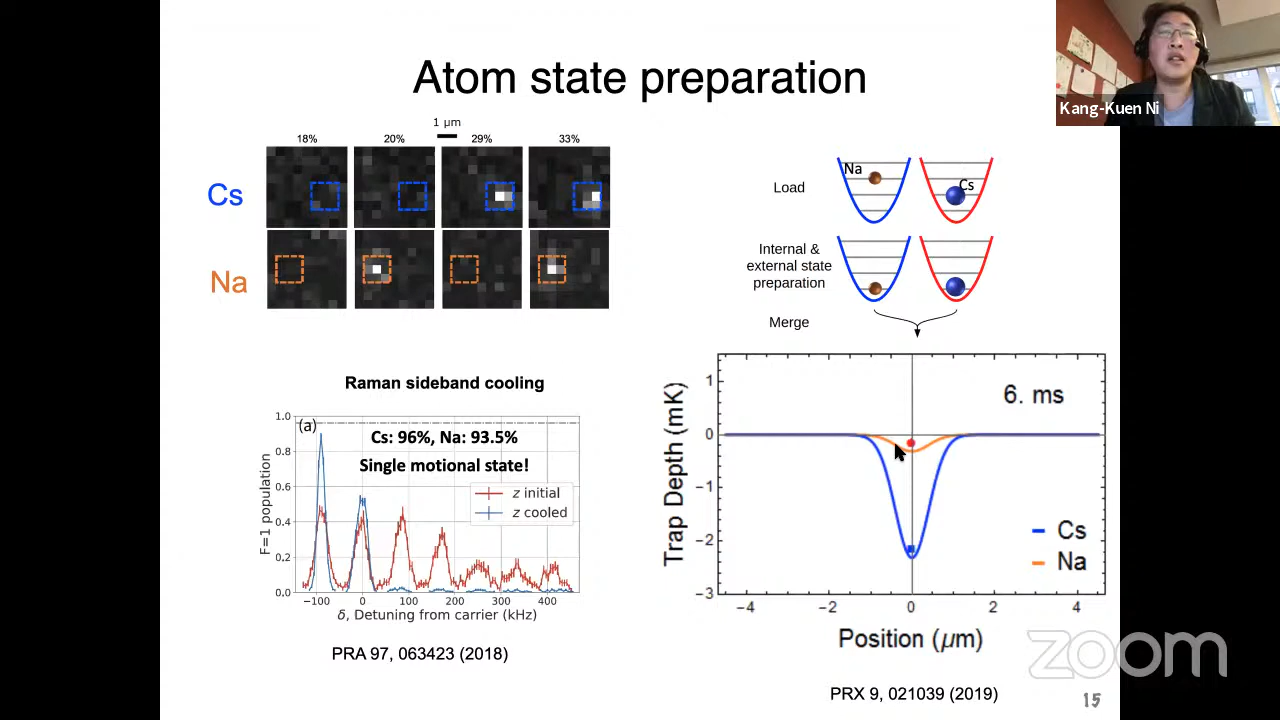 Atom state preparation
Kang-Kuen Ni
1 μm
18% 20% 29% 33%
Cs
Na
Load
Na
Cs
Internal &
external state
preparation
Merge
Raman sideband cooling
(a)
Cs: 96%, Na: 93.5%
Single motional state!
z initial
z cooled
F=1 population
1.0
0.8
0.6
0.4
0.2
0.0
−100 0 100 200 300 400
δ, Detuning from carrier (kHz)
PRA 97, 063423 (2018)
6. ms
Trap Depth (mK)
1
0
−1
−2
−3
Cs
Na
−4 −2 0 2 4
Position (μm)
PRX 9, 021039 (2019)
zoom
15